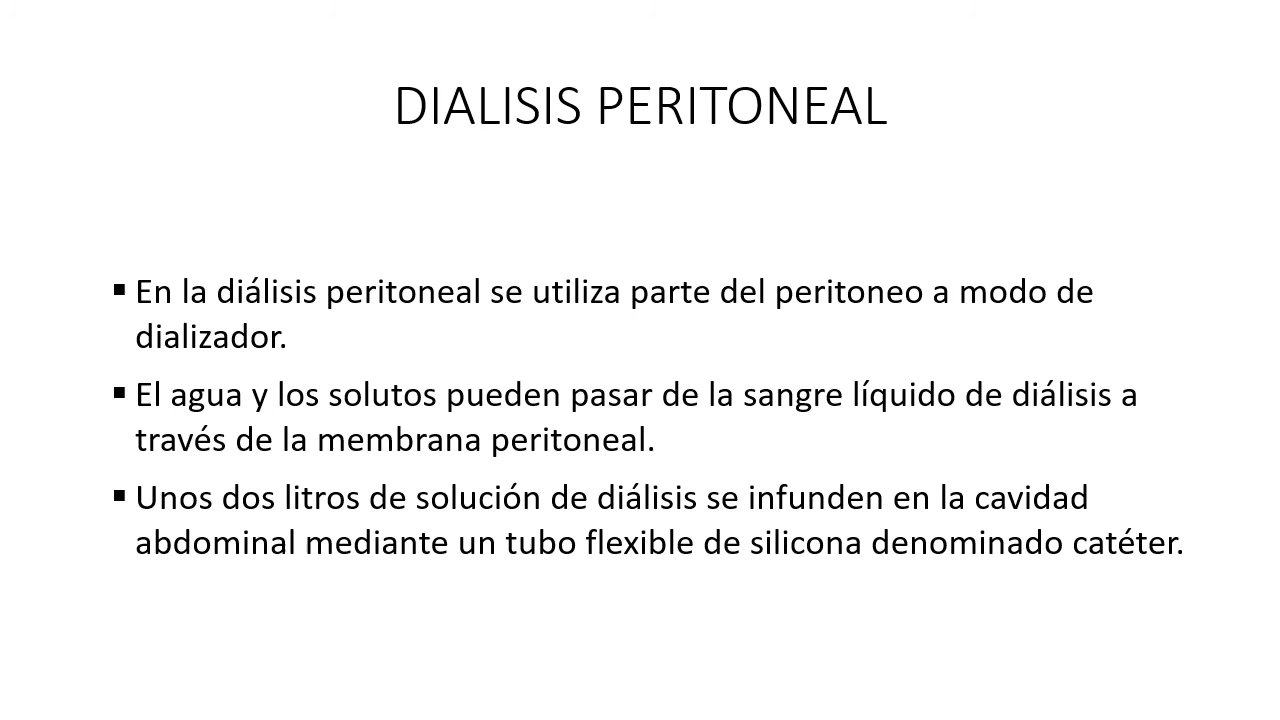 DIALISIS PERITONEAL
▪ En la diálisis peritoneal se utiliza parte del peritoneo a modo de
dializador.
▪ El agua y los solutos pueden pasar de la sangre líquido de diálisis a
través de la membrana peritoneal.
▪ Unos dos litros de solución de diálisis se infunden en la cavidad
abdominal mediante un tubo flexible de silicona denominado catéter.